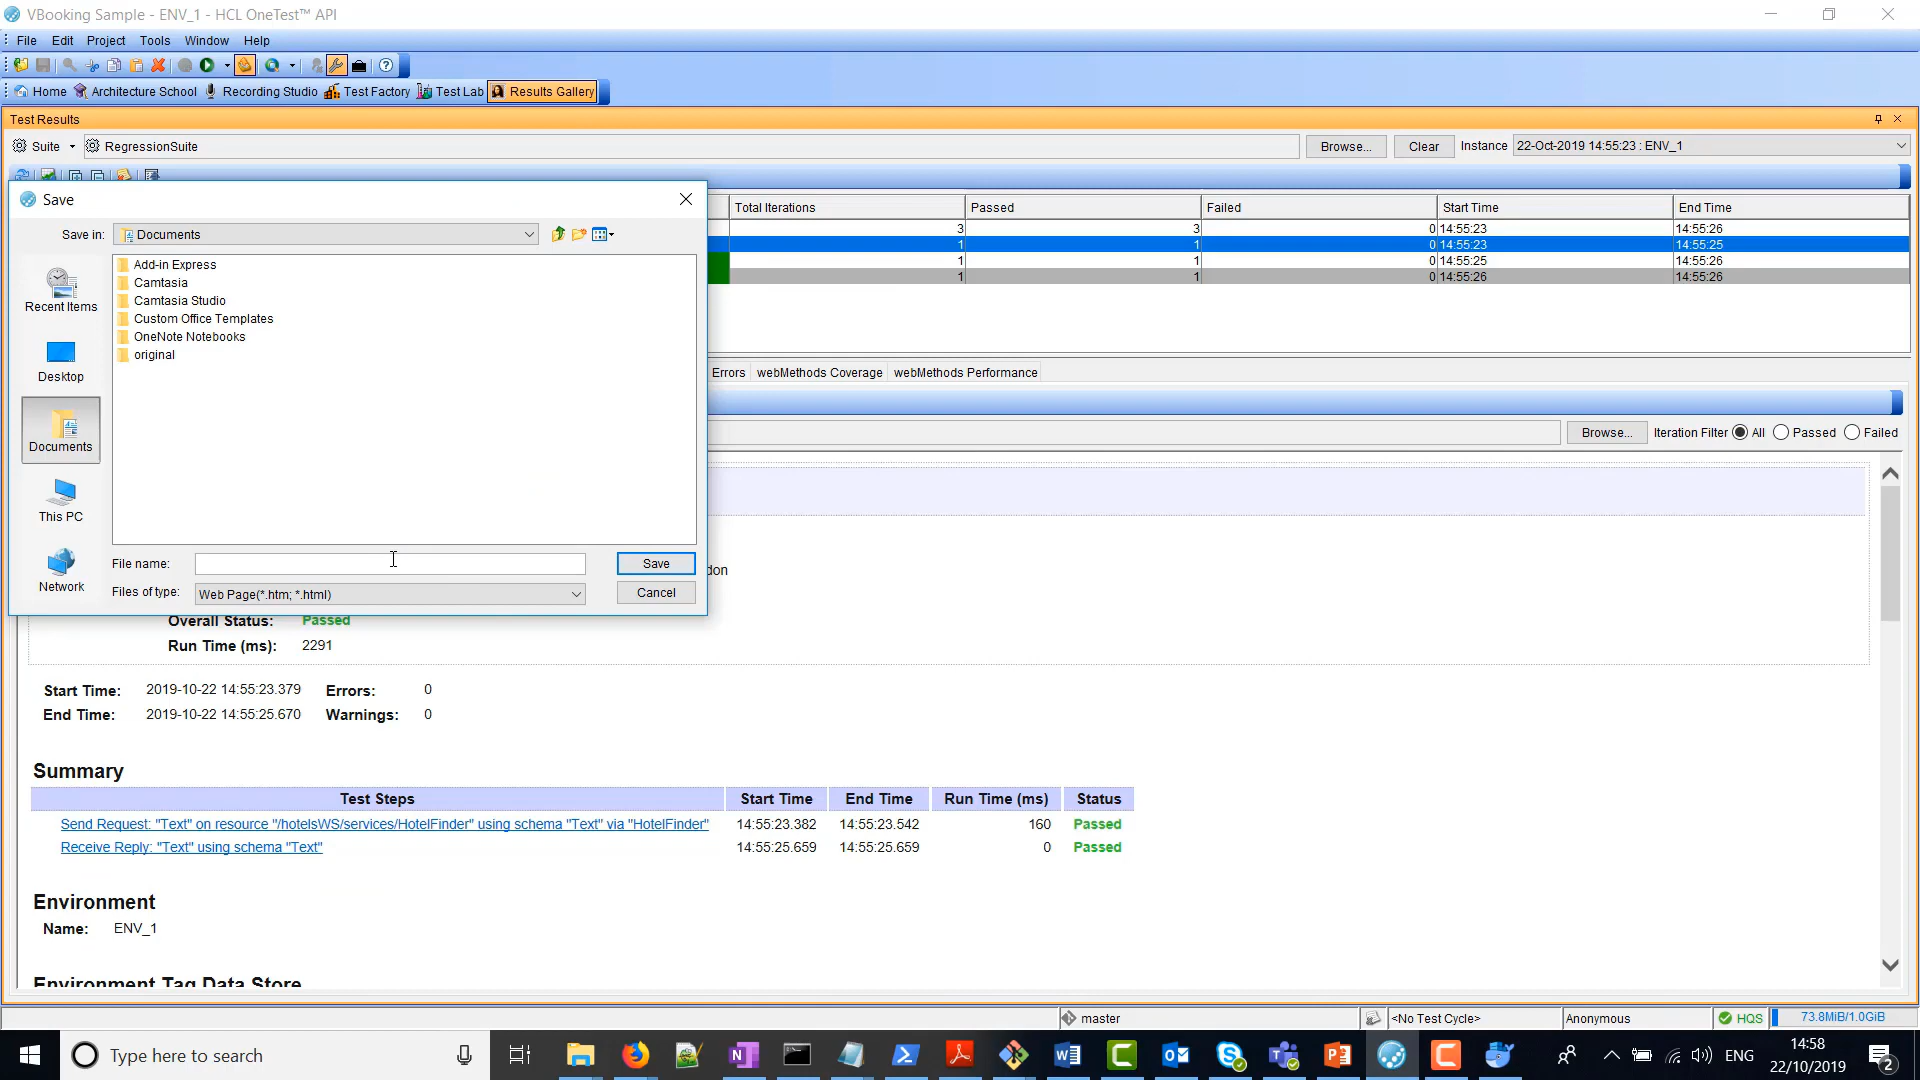 VBooking Sample - ENV_1 - HCL OneTest™ API
File Edit Project Tools Window Help
Home Architecture School Recording Studio Test Factory Test Lab Results Gallery
Test Results
Suite RegressionSuite Browse... Clear Instance 22-Oct-2019 14:55:23 : ENV_1
Save
Save in: Documents
Recent Items
Desktop
Documents
This PC
Network
Add-in Express
Camtasia
Camtasia Studio
Custom Office Templates
OneNote Notebooks
original
File name: Save
Files of type: Web Page(*.htm; *.html) Cancel
Total Iterations Passed Failed Start Time End Time
3 3 0 14:55:23 14:55:26
1 1 0 14:55:23 14:55:25
1 1 0 14:55:25 14:55:26
1 1 0 14:55:26 14:55:26
Errors webMethods Coverage webMethods Performance
Browse... Iteration Filter All Passed Failed
don
Overall Status: Passed
Run Time (ms): 2291
Start Time: 2019-10-22 14:55:23.379 Errors: 0
End Time: 2019-10-22 14:55:25.670 Warnings: 0
Summary
Test Steps Start Time End Time Run Time (ms) Status
Send Request: "Text" on resource "/hotelsWS/services/HotelFinder" using schema "Text" via "HotelFinder" 14:55:23.382 14:55:23.542 160 Passed
Receive Reply: "Text" using schema "Text" 14:55:25.659 14:55:25.659 0 Passed
Environment
Name: ENV_1
Environment Tag Data Store
master <No Test Cycle> Anonymous HQS 73.8MiB/1.0GiB
Type here to search ENG 14:58
22/10/2019 2